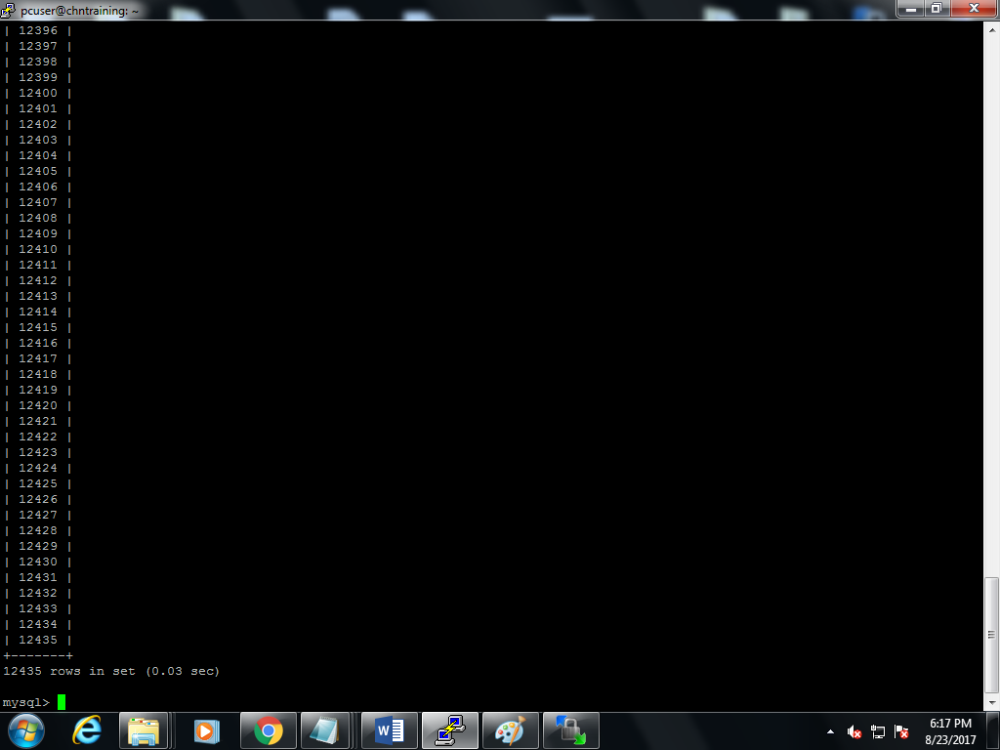 pcuser@chntraining: ~
| 12396 |
| 12397 |
| 12398 |
| 12399 |
| 12400 |
| 12401 |
| 12402 |
| 12403 |
| 12404 |
| 12405 |
| 12406 |
| 12407 |
| 12408 |
| 12409 |
| 12410 |
| 12411 |
| 12412 |
| 12413 |
| 12414 |
| 12415 |
| 12416 |
| 12417 |
| 12418 |
| 12419 |
| 12420 |
| 12421 |
| 12422 |
| 12423 |
| 12424 |
| 12425 |
| 12426 |
| 12427 |
| 12428 |
| 12429 |
| 12430 |
| 12431 |
| 12432 |
| 12433 |
| 12434 |
| 12435 |
+-------+
12435 rows in set (0.03 sec)
mysql>
W
6:17 PM
8/23/2017